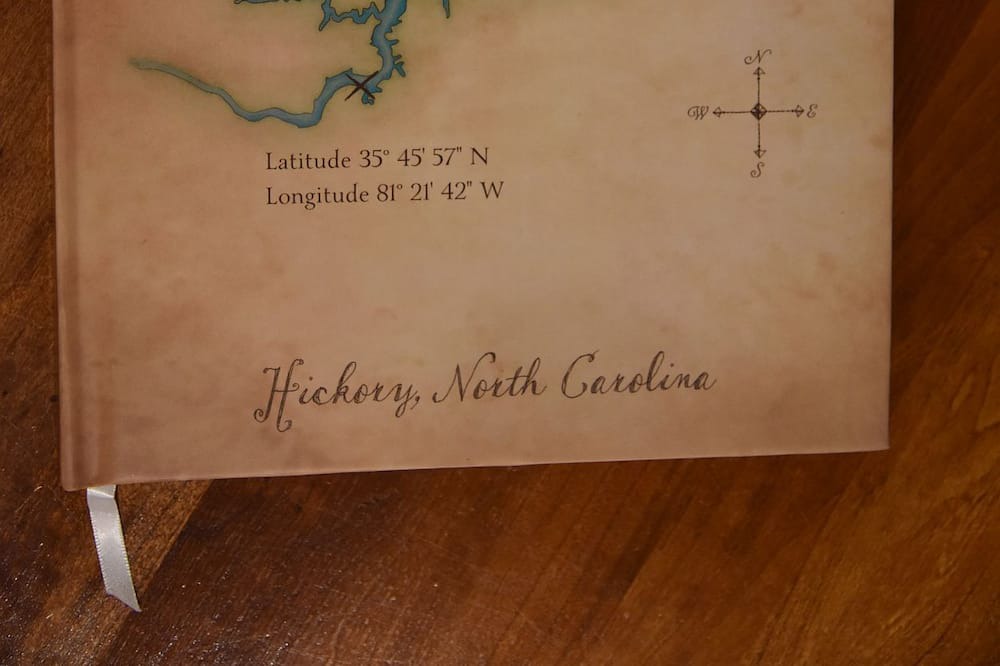 N
W E
S
Latitude 35° 45' 57" N
Longitude 81° 21' 42" W
Hickory, North Carolina